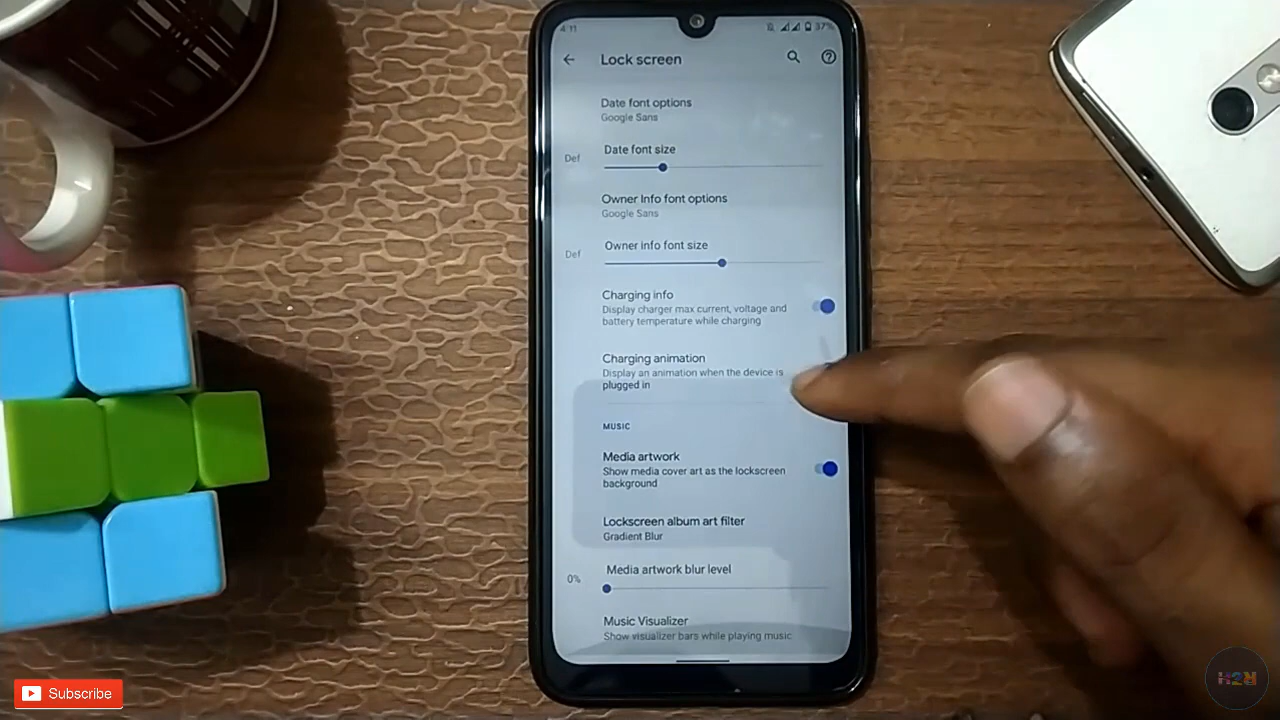 4:11
37%
Lock screen
Date font options
Google Sans
Date font size
Def
Owner Info font options
Google Sans
Owner info font size
Def
Charging info
Display charger max current, voltage and
battery temperature while charging
Charging animation
Display an animation when the device is
plugged in
MUSIC
Media artwork
Show media cover art as the lockscreen
background
Lockscreen album art filter
Gradient Blur
Media artwork blur level
0%
Music Visualizer
Show visualizer bars while playing music
Subscribe
H2R